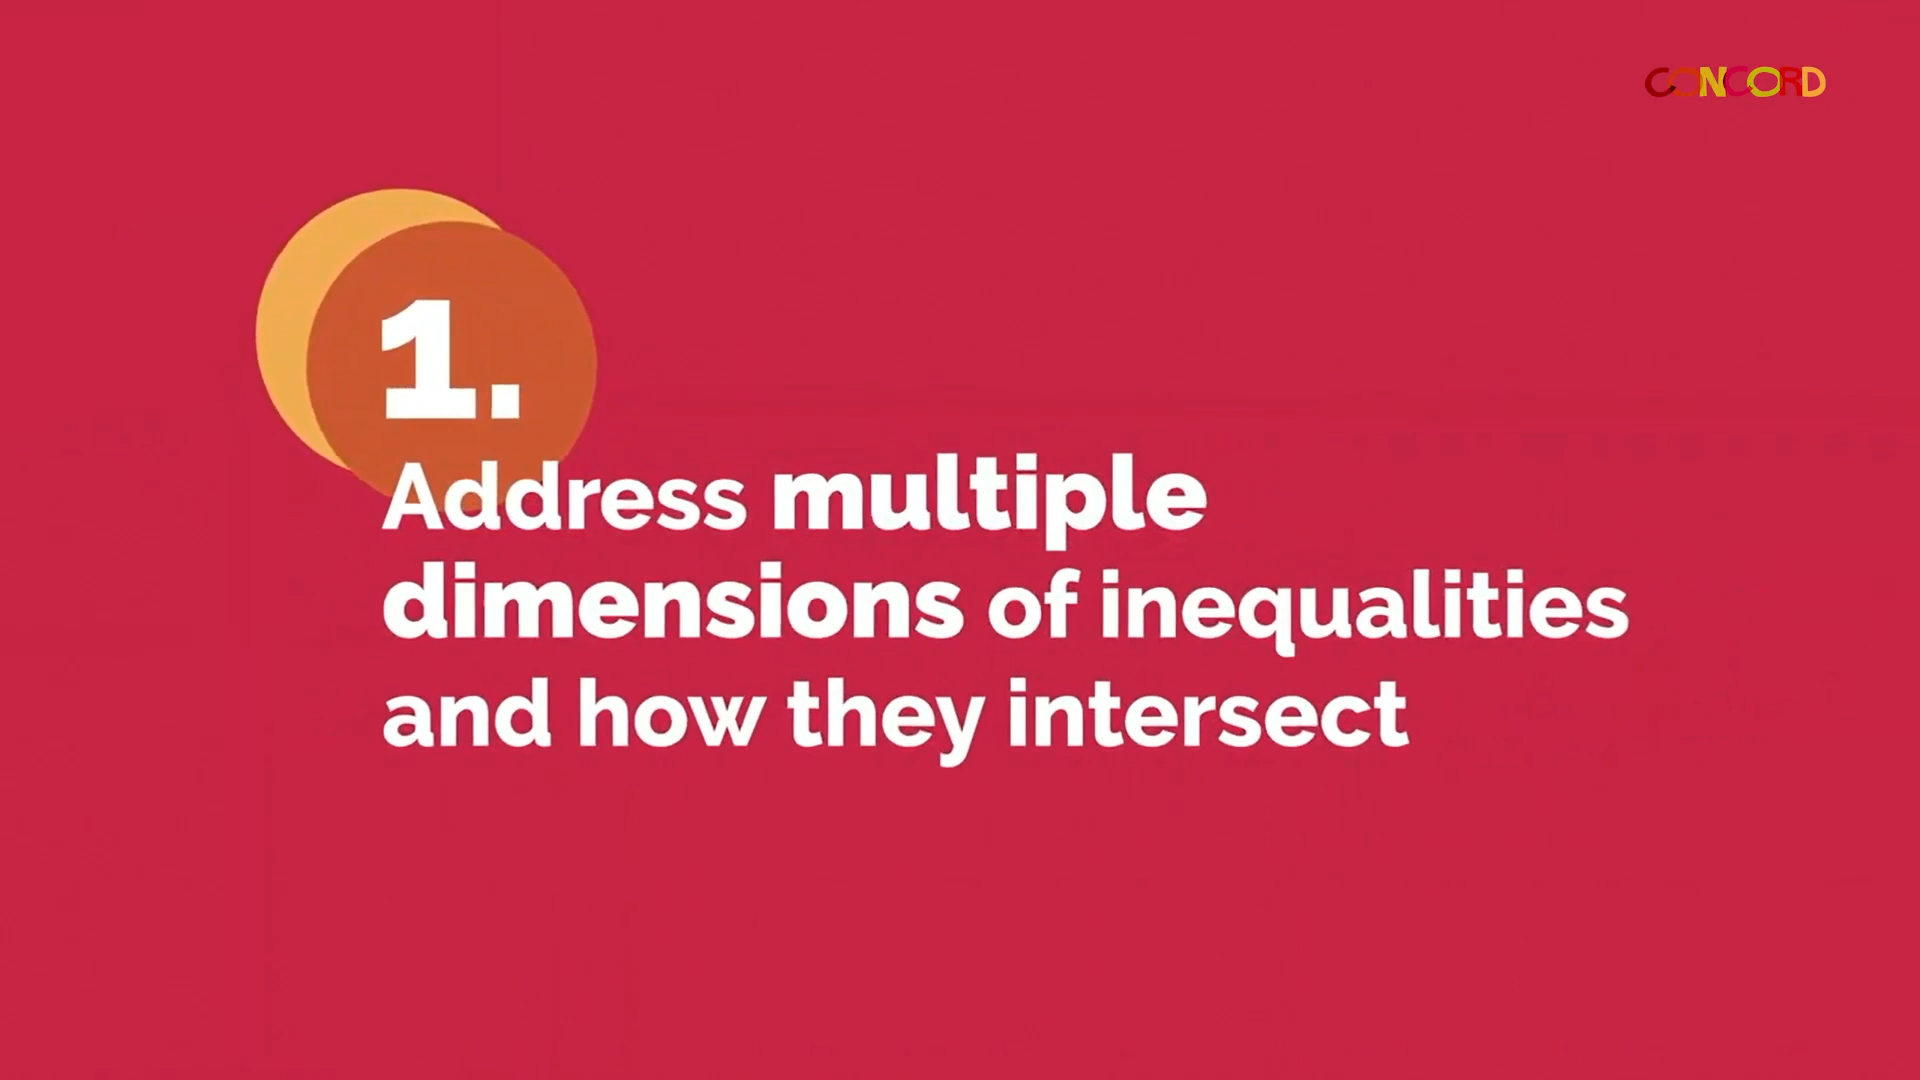 CONCORD
1.
Address multiple
dimensions of inequalities
and how they intersect